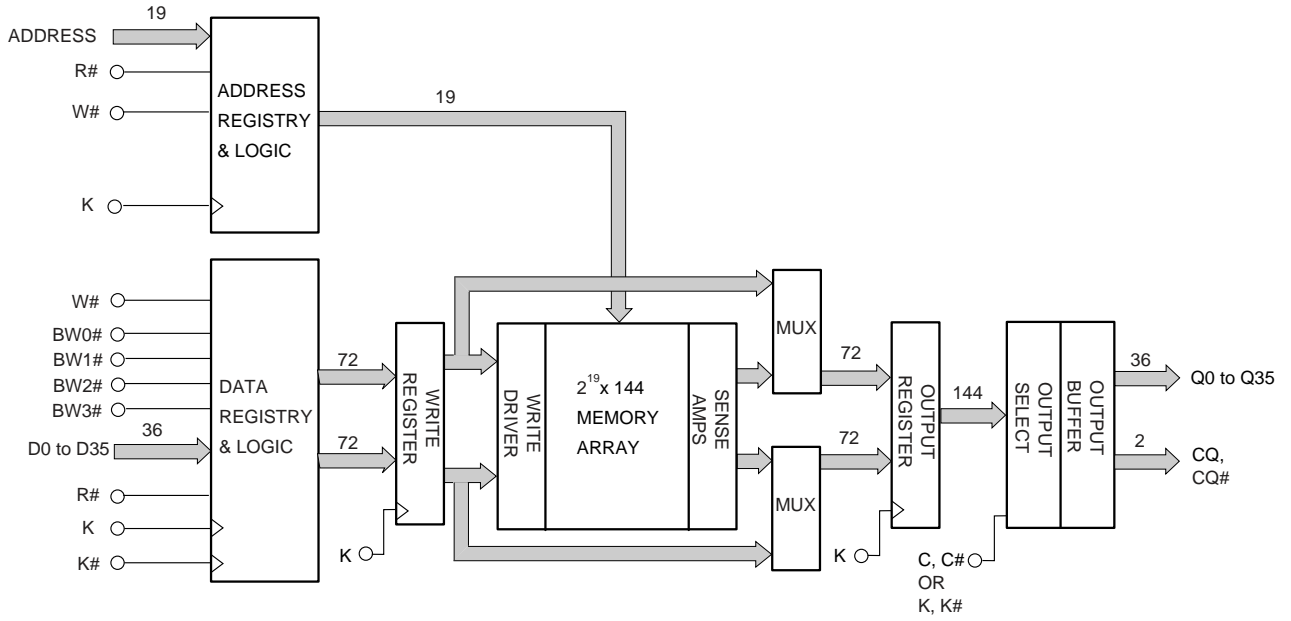 19
ADDRESS
R#
W#
K
ADDRESS
REGISTRY
& LOGIC
19
W#
BW0#
BW1#
BW2#
BW3#
36
D0 to D35
R#
K
K#
DATA
REGISTRY
& LOGIC
72
72
WRITE
REGISTER
K
WRITE
DRIVER
2¹⁹x 144
MEMORY
ARRAY
SENSE
AMPS
MUX
MUX
72
72
OUTPUT
REGISTER
K
144
OUTPUT
SELECT
OUTPUT
BUFFER
C, C#
OR
K, K#
36
Q0 to Q35
2
CQ,
CQ#